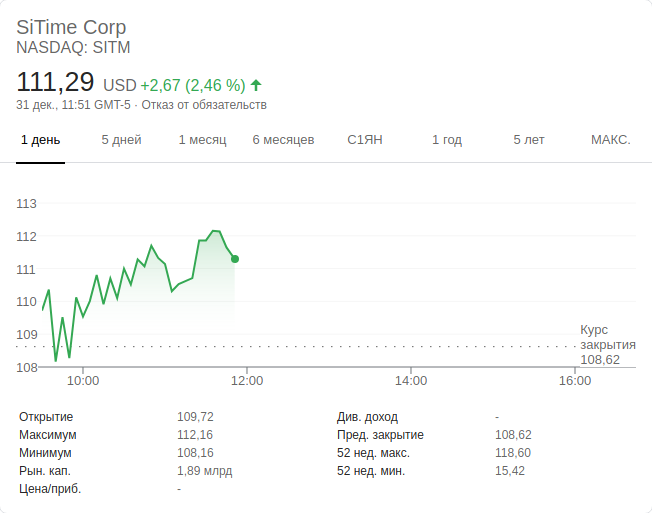 SiTime Corp
NASDAQ: SITM
111,29 USD +2,67 (2,46 %)
31 дек., 11:51 GMT-5 · Отказ от обязательств
1 день 5 дней 1 месяц 6 месяцев С1ЯН 1 год 5 лет МАКС.
113
112
111
110
109
108
Курс
закрытия
108,62
10:00 12:00 14:00 16:00
Открытие 109,72 Див. доход -
Максимум 112,16 Пред. закрытие 108,62
Минимум 108,16 52 нед. макс. 118,60
Рын. кап. 1,89 млрд 52 нед. мин. 15,42
Цена/приб. -